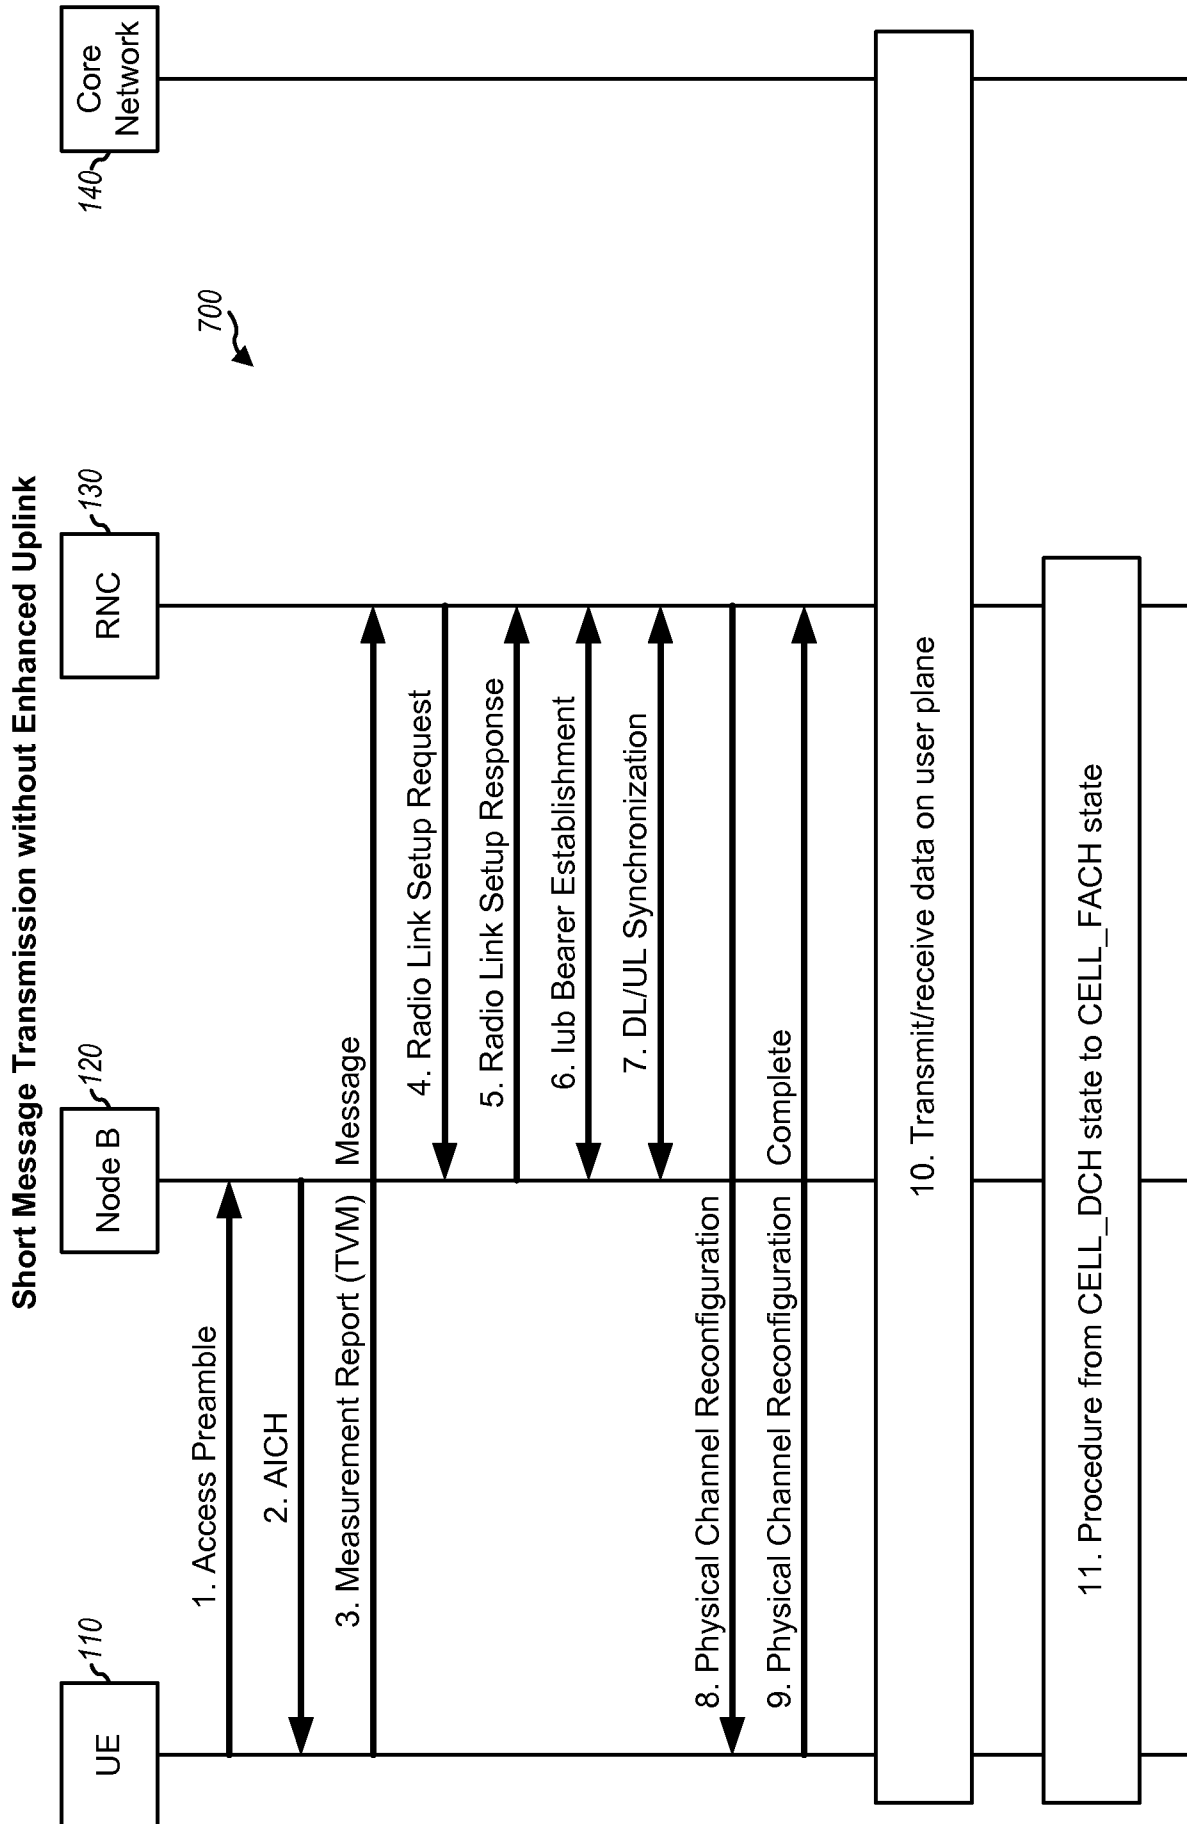 Short Message Transmission without Enhanced Uplink
110
120
130
140
UE
Node B
RNC
Core
Network
700
1. Access Preamble
2. AICH
3. Measurement Report (TVM) Message
4. Radio Link Setup Request
5. Radio Link Setup Response
6. Iub Bearer Establishment
7. DL/UL Synchronization
8. Physical Channel Reconfiguration
9. Physical Channel Reconfiguration Complete
10. Transmit/receive data on user plane
11. Procedure from CELL_DCH state to CELL_FACH state